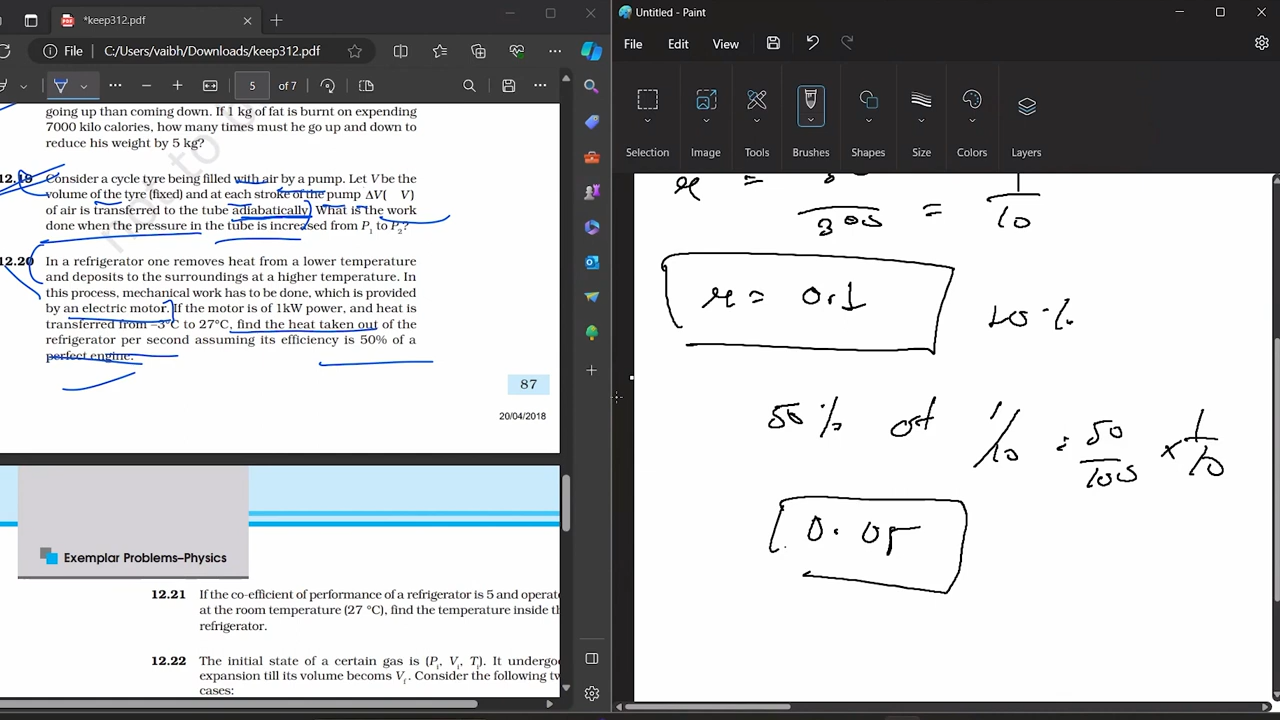 *keep312.pdf
File C:/Users/vaibh/Downloads/keep312.pdf
5 of 7
going up than coming down. If 1 kg of fat is burnt on expending
7000 kilo calories, how many times must he go up and down to
reduce his weight by 5 kg?
12.19 Consider a cycle tyre being filled with air by a pump. Let V be the
volume of the tyre (fixed) and at each stroke of the pump ΔV( V)
of air is transferred to the tube adiabatically. What is the work
done when the pressure in the tube is increased from P1 to P2?
12.20 In a refrigerator one removes heat from a lower temperature
and deposits to the surroundings at a higher temperature. In
this process, mechanical work has to be done, which is provided
by an electric motor. If the motor is of 1kW power, and heat is
transferred from –3°C to 27°C, find the heat taken out of the
refrigerator per second assuming its efficiency is 50% of a
perfect engine.
87
20/04/2018
Exemplar Problems–Physics
12.21 If the co-efficient of performance of a refrigerator is 5 and operat
at the room temperature (27 °C), find the temperature inside th
refrigerator.
12.22 The initial state of a certain gas is (Pi, Vi, Ti). It undergo
expansion till its volume becoms Vf. Consider the following tw
cases:
Untitled - Paint
File Edit View
Selection Image Tools Brushes Shapes Size Colors Layers
= 300 = 1/10
= 0.1
10 %
50 % of 1/10 = 50/100 × 1/10
0.05